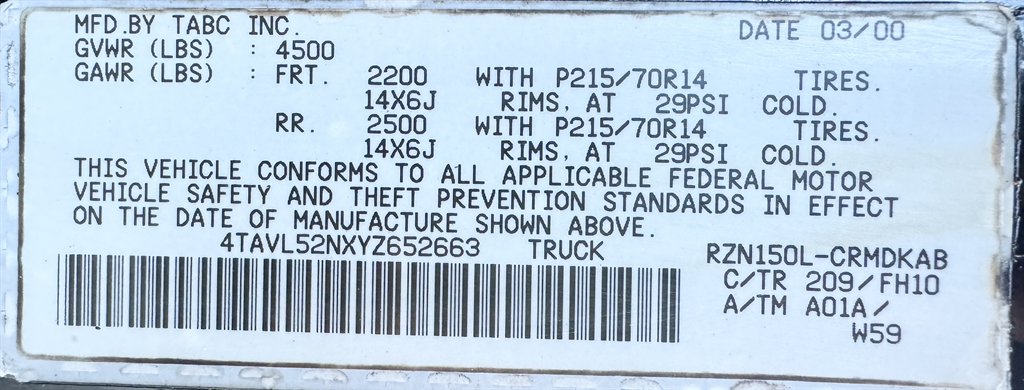 MFD.BY TABC INC. DATE 03/00
GVWR (LBS) : 4500
GAWR (LBS) : FRT. 2200 WITH P215/70R14 TIRES.
14X6J RIMS, AT 29PSI COLD.
RR. 2500 WITH P215/70R14 TIRES.
14X6J RIMS, AT 29PSI COLD.
THIS VEHICLE CONFORMS TO ALL APPLICABLE FEDERAL MOTOR
VEHICLE SAFETY AND THEFT PREVENTION STANDARDS IN EFFECT
ON THE DATE OF MANUFACTURE SHOWN ABOVE.
4TAVL52NXYZ652663 TRUCK RZN150L-CRMDKAB
C/TR 209/FH10
A/TM A01A/
W59